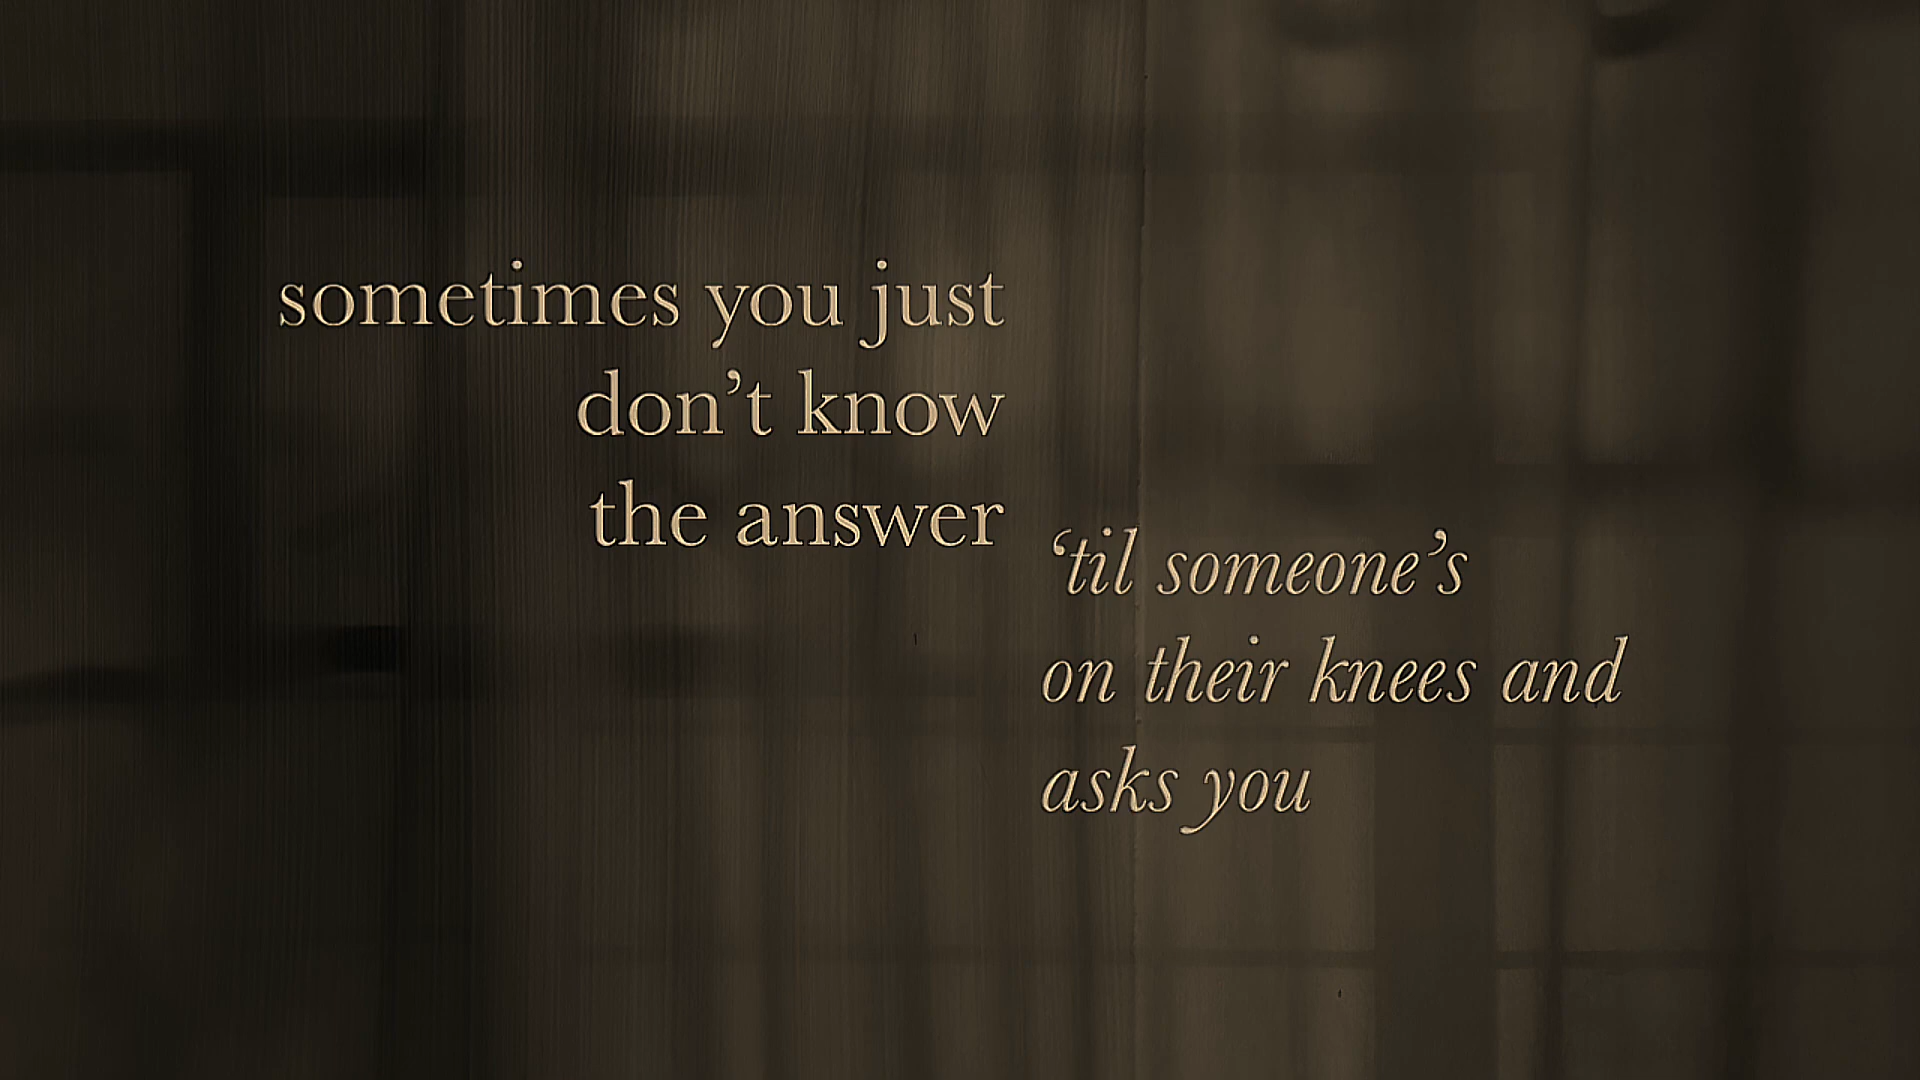 sometimes you just
don’t know
the answer
‘til someone’s
on their knees and
asks you